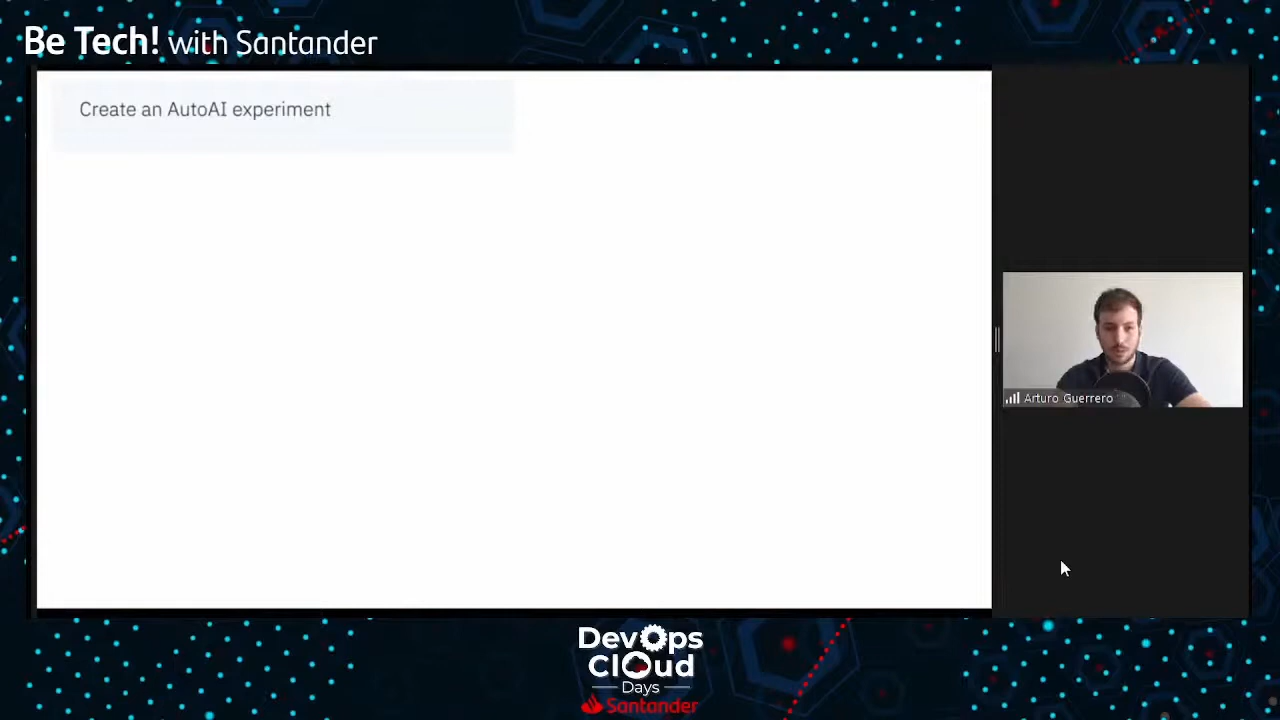 Be Tech! with Santander
Create an AutoAI experiment
Arturo Guerrero
DevOps
Cloud
Days
Santander